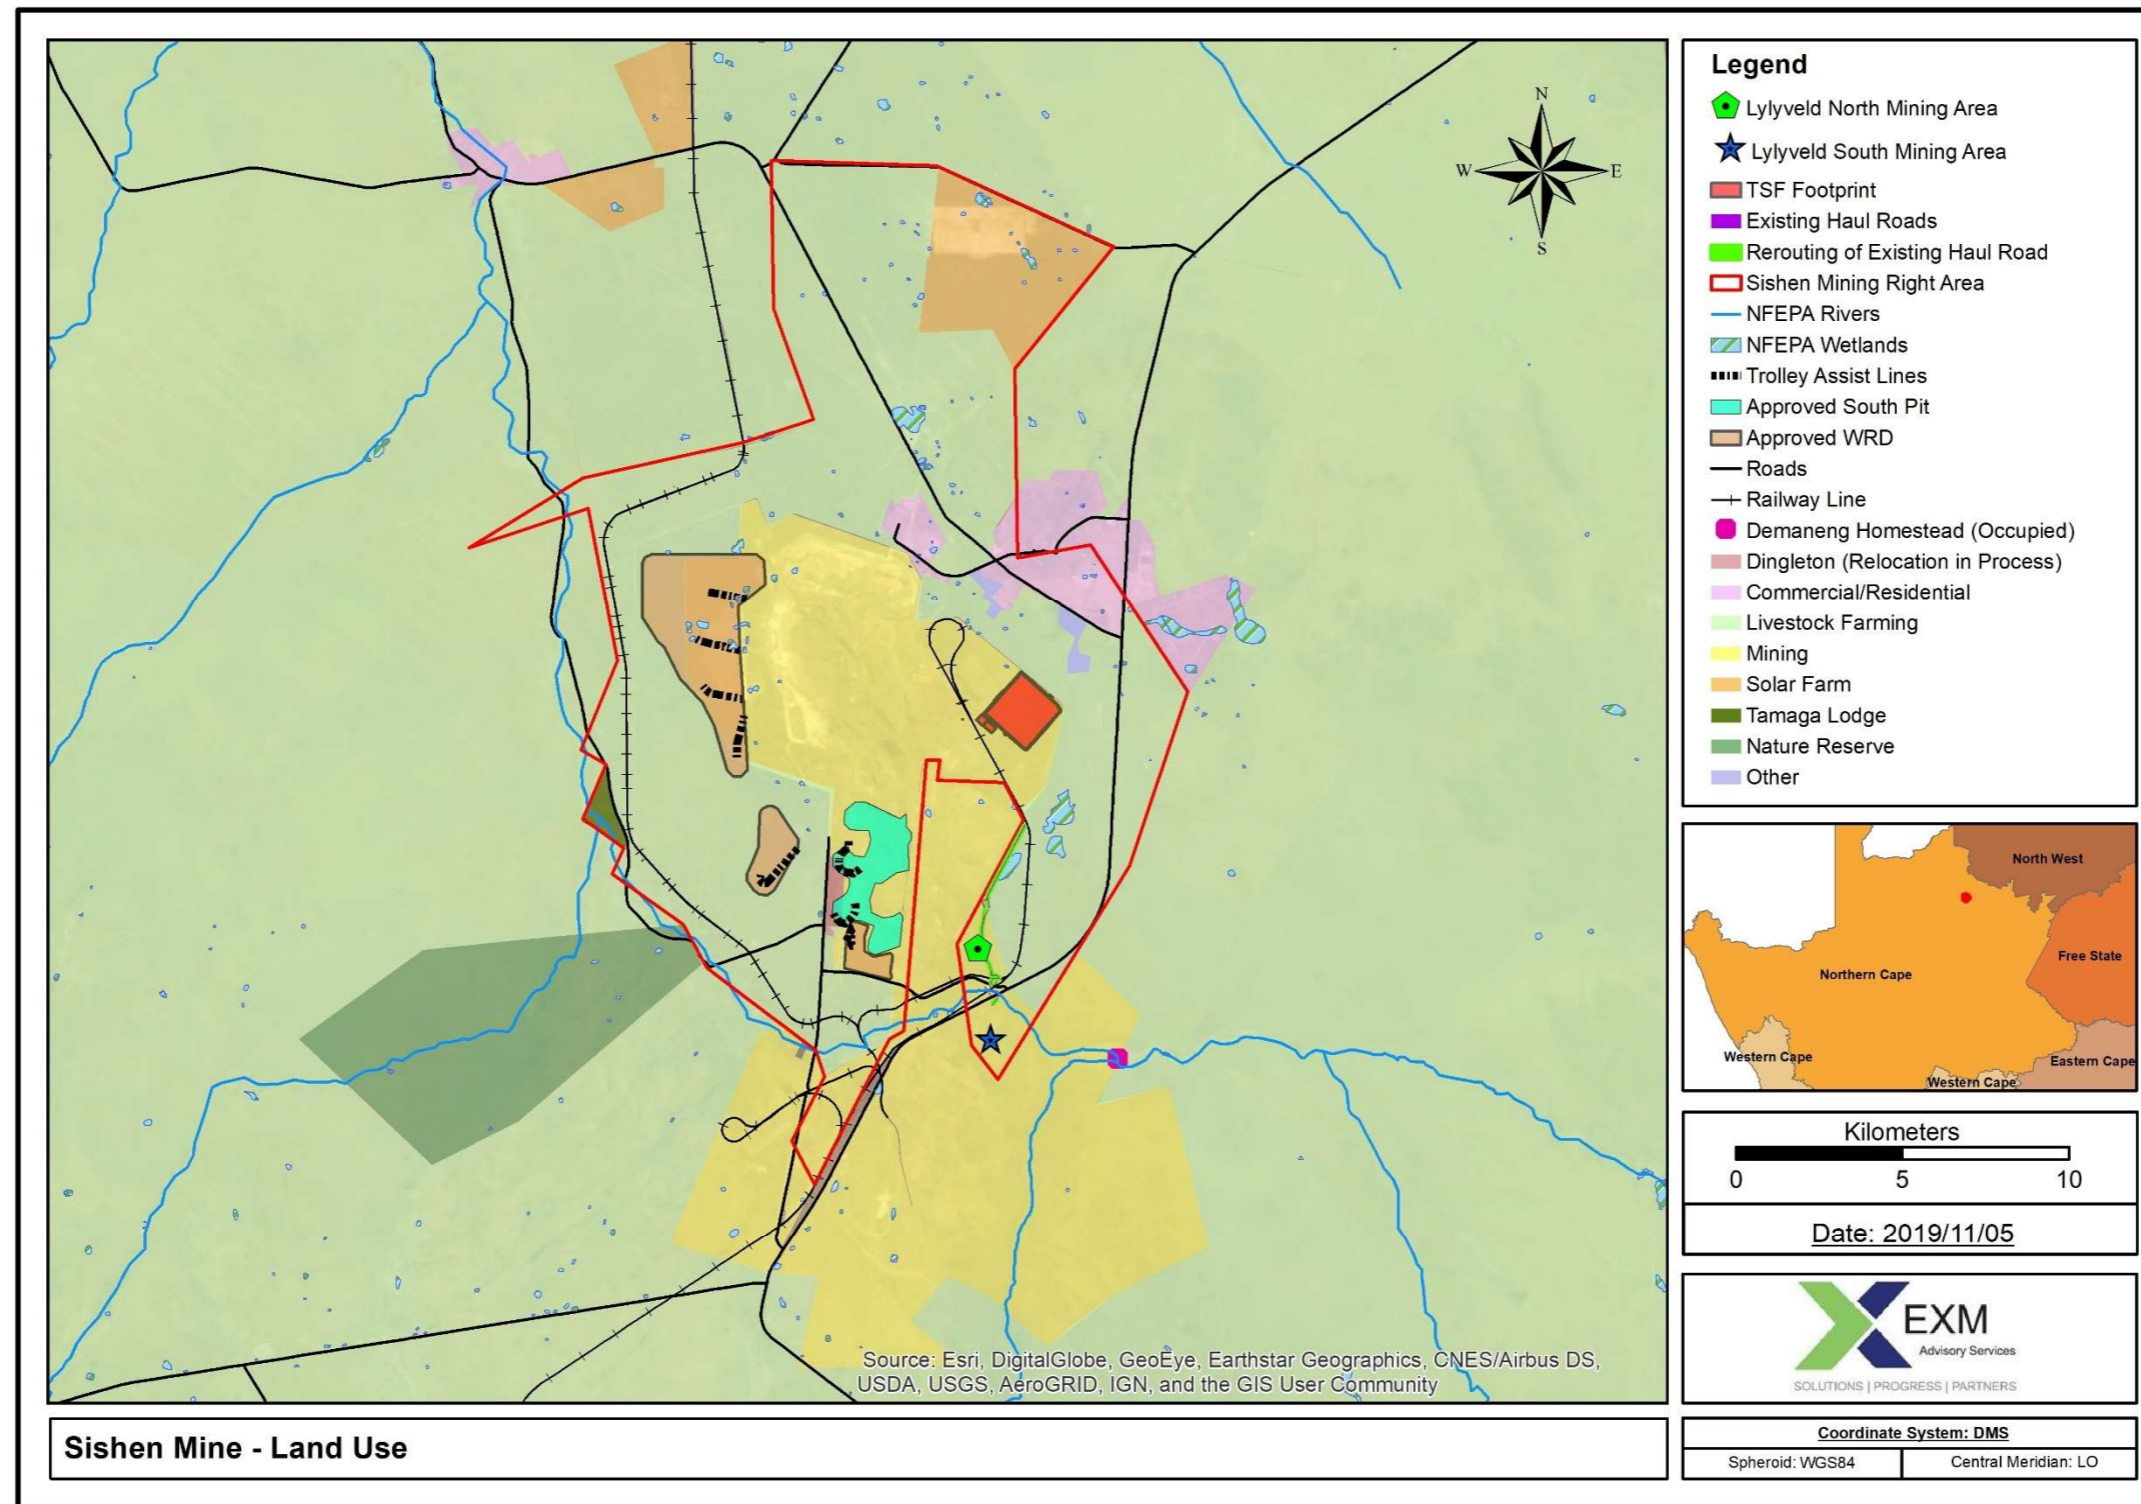 N
W
E
S
Source: Esri, DigitalGlobe, GeoEye, Earthstar Geographics, CNES/Airbus DS,
USDA, USGS, AeroGRID, IGN, and the GIS User Community
Sishen Mine - Land Use
Legend
Lylyveld North Mining Area
Lylyveld South Mining Area
TSF Footprint
Existing Haul Roads
Rerouting of Existing Haul Road
Sishen Mining Right Area
NFEPA Rivers
NFEPA Wetlands
Trolley Assist Lines
Approved South Pit
Approved WRD
Roads
Railway Line
Demaneng Homestead (Occupied)
Dingleton (Relocation in Process)
Commercial/Residential
Livestock Farming
Mining
Solar Farm
Tamaga Lodge
Nature Reserve
Other
North West
Free State
Northern Cape
Western Cape
Eastern Cape
Western Cape
Kilometers
0 5 10
Date: 2019/11/05
EXM
Advisory Services
SOLUTIONS | PROGRESS | PARTNERS
Coordinate System: DMS
Spheroid: WGS84
Central Meridian: LO